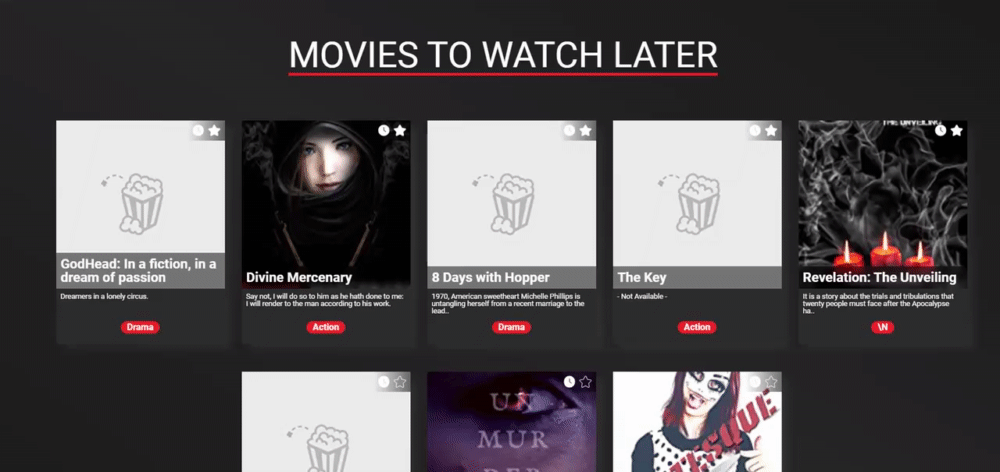 MOVIES TO WATCH LATER
THE UNVEILING
GodHead: In a fiction, in a
dream of passion
Dreamers in a lonely circus.
Drama
Divine Mercenary
Say not, I will do so to him as he hath done to me:
I will render to the man according to his work.
Action
8 Days with Hopper
1970, American sweetheart Michelle Phillips is
untangling herself from a recent marriage to the
lead..
Drama
The Key
- Not Available -
Action
Revelation: The Unveiling
It is a story about the trials and tribulations that
twenty people must face after the Apocalypse
ha..
\N
UN
MUR
DER